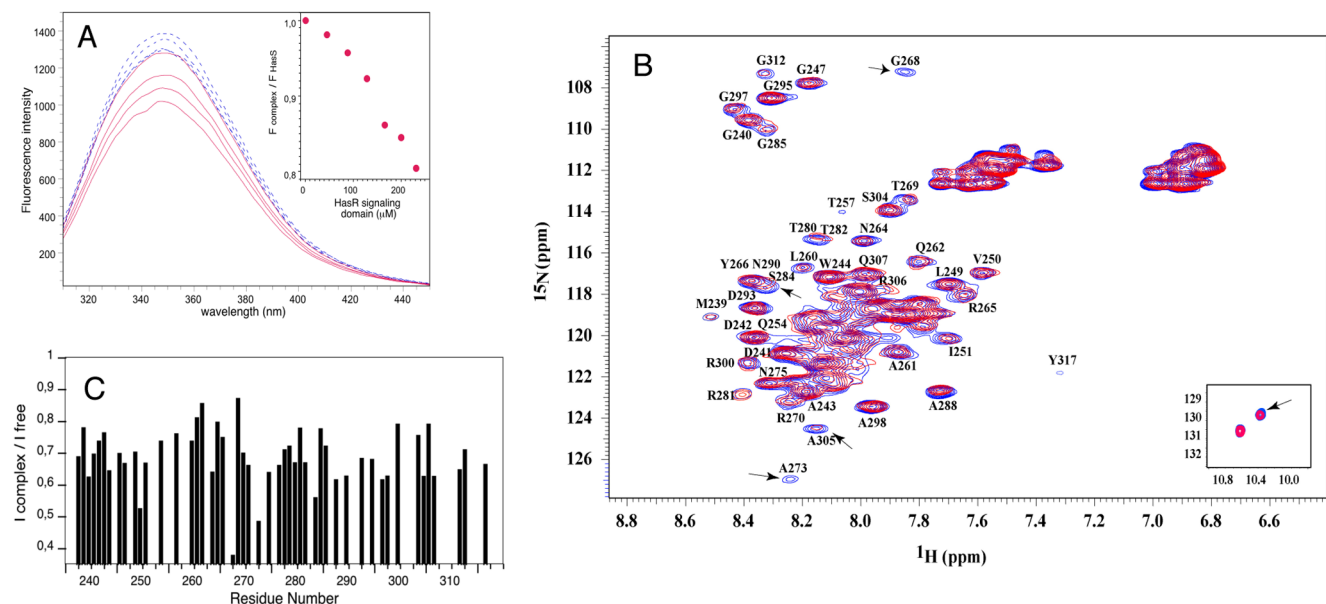 A
Fluorescence intensity
1400
1300
1200
1000
800
600
400
200
320
340
360
380
400
420
440
wavelength (nm)
F complex / F HasS
1,0
0,9
0,8
0
100
200
HasR signaling
domain (µM)
B
15N (ppm)
108
110
112
114
116
118
120
122
124
126
8.8
8.6
8.4
8.2
8.0
7.8
7.6
7.4
7.2
7.0
6.8
6.6
1H (ppm)
G312
G247
G268
G295
G297
G240
G285
T269
S304
T257
T280
T282
N264
L260
Q262
Y266
N290
W244
Q307
V250
S284
L249
R306
D293
R265
M239
D242
Q254
D241
I251
R300
A261
Y317
N275
R281
A243
A288
R270
A298
A305
A273
129
130
131
132
10.8
10.4
10.0
C
I complex / I free
1
0,9
0,8
0,7
0,6
0,5
0,4
240
250
260
270
280
290
300
310
Residue Number